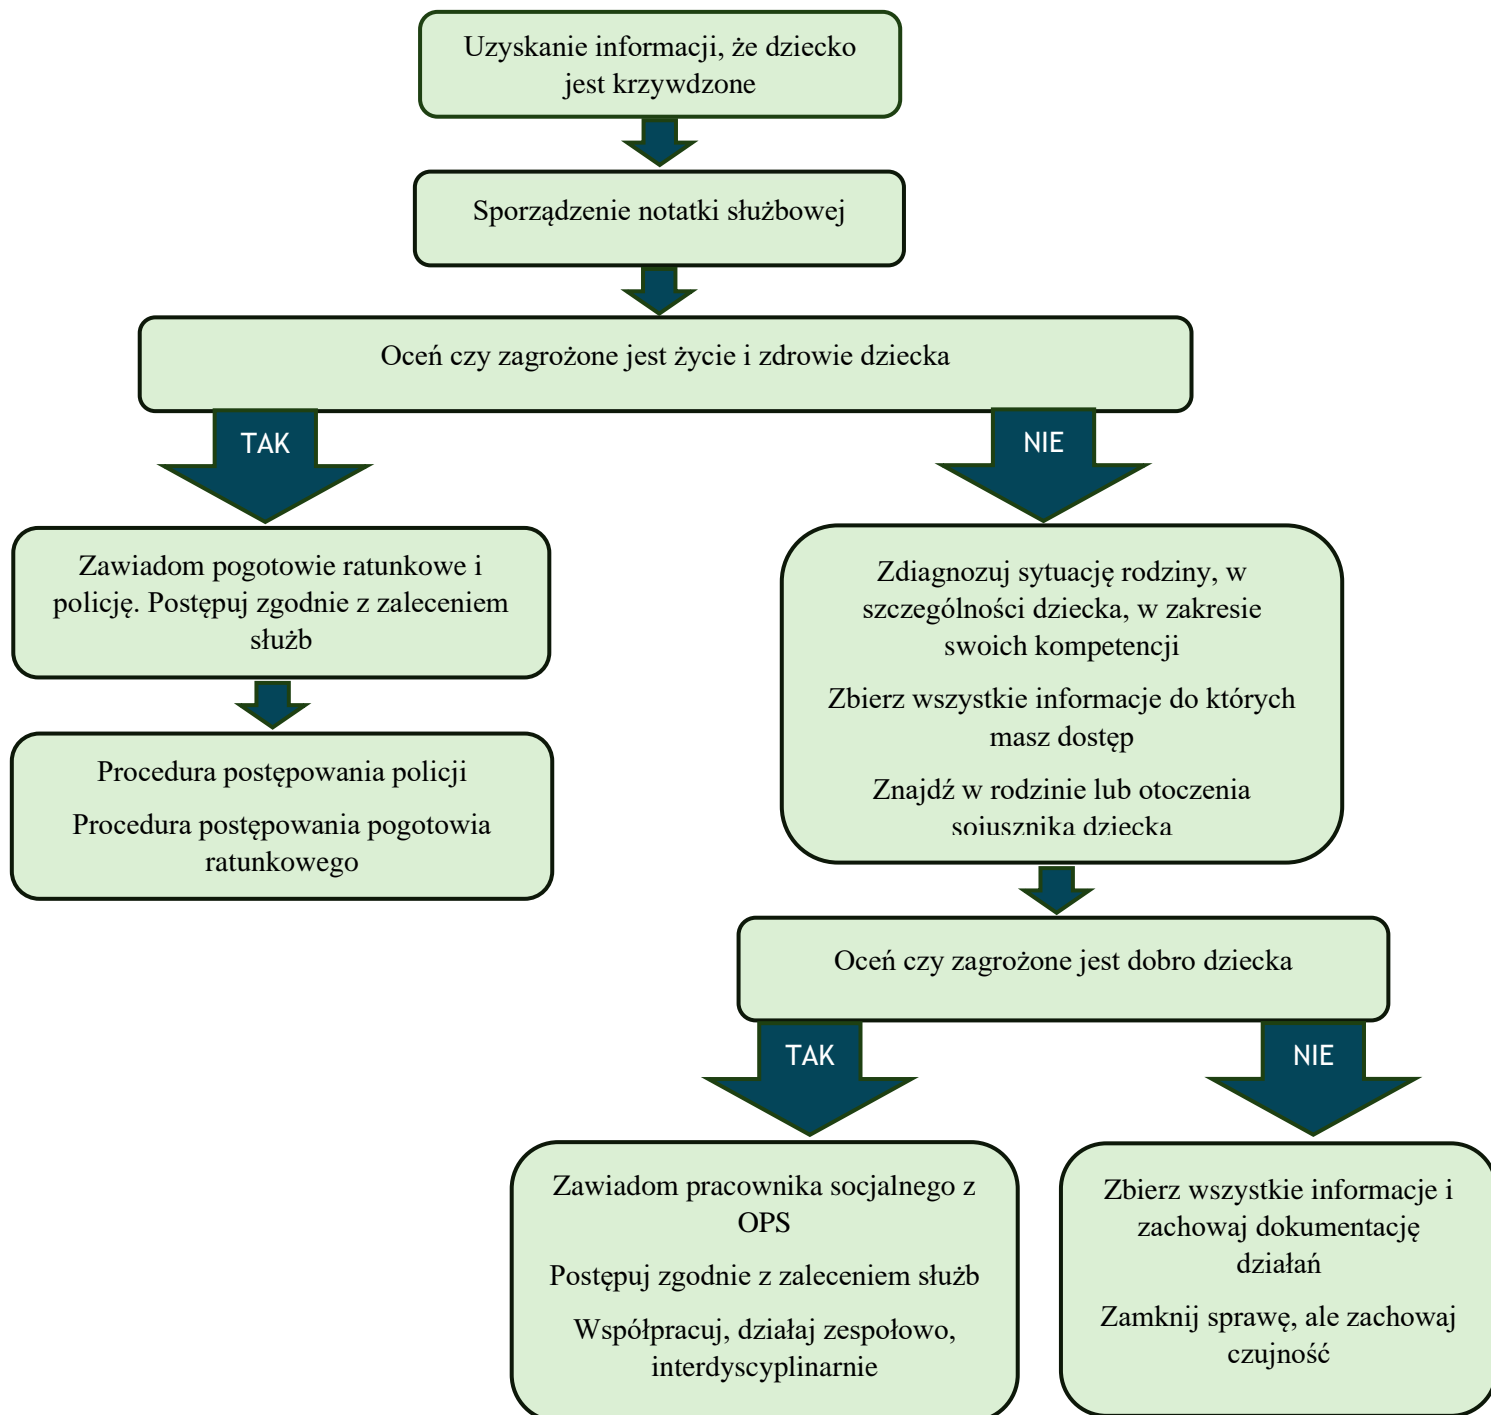 Uzyskanie informacji, że dziecko
jest krzywdzone
Sporządzenie notatki służbowej
Oceń czy zagrożone jest życie i zdrowie dziecka
TAK
NIE
Zawiadom pogotowie ratunkowe i
policję. Postępuj zgodnie z zaleceniem
służb
Procedura postępowania policji
Procedura postępowania pogotowia
ratunkowego
Zdiagnozuj sytuację rodziny, w
szczególności dziecka, w zakresie
swoich kompetencji
Zbierz wszystkie informacje do których
masz dostęp
Znajdź w rodzinie lub otoczenia
sojusznika dziecka
Oceń czy zagrożone jest dobro dziecka
TAK
NIE
Zawiadom pracownika socjalnego z
OPS
Postępuj zgodnie z zaleceniem służb
Współpracuj, działaj zespołowo,
interdyscyplinarnie
Zbierz wszystkie informacje i
zachowaj dokumentację
działań
Zamknij sprawę, ale zachowaj
czujność